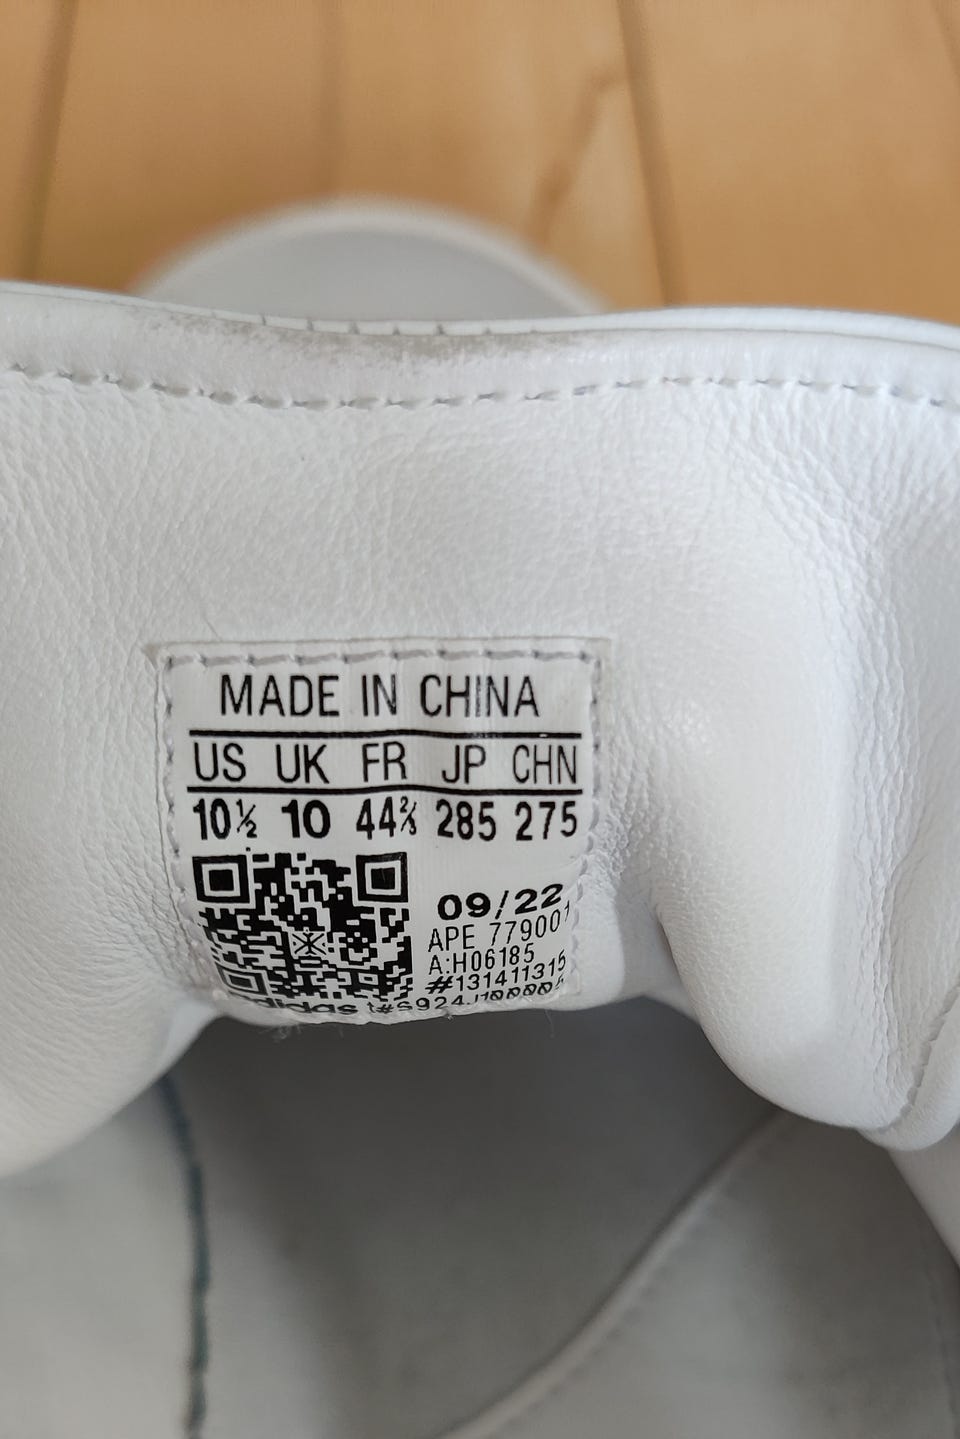 MADE IN CHINA
US UK FR JP CHN
10½ 10 44⅔ 285 275
09/22
APE 779001
A:H06185
#131411315
adidas